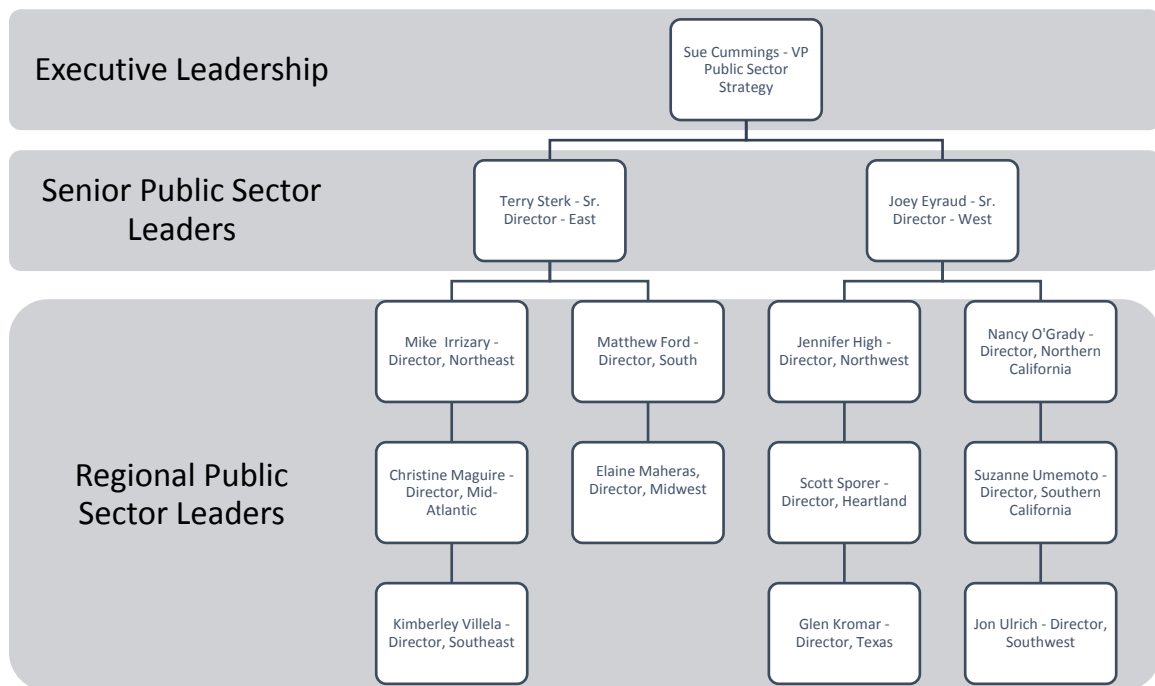 Executive Leadership
Sue Cummings - VP
Public Sector
Strategy
Senior Public Sector
Leaders
Terry Sterk - Sr.
Director - East
Joey Eyraud - Sr.
Director - West
Regional Public
Sector Leaders
Mike  Irrizary -
Director, Northeast
Christine Maguire -
Director, Mid-
Atlantic
Kimberley Villela -
Director, Southeast
Matthew Ford -
Director, South
Elaine Maheras,
Director, Midwest
Jennifer High -
Director, Northwest
Scott Sporer -
Director, Heartland
Glen Kromar -
Director, Texas
Nancy O'Grady -
Director, Northern
California
Suzanne Umemoto -
Director, Southern
California
Jon Ulrich - Director,
Southwest